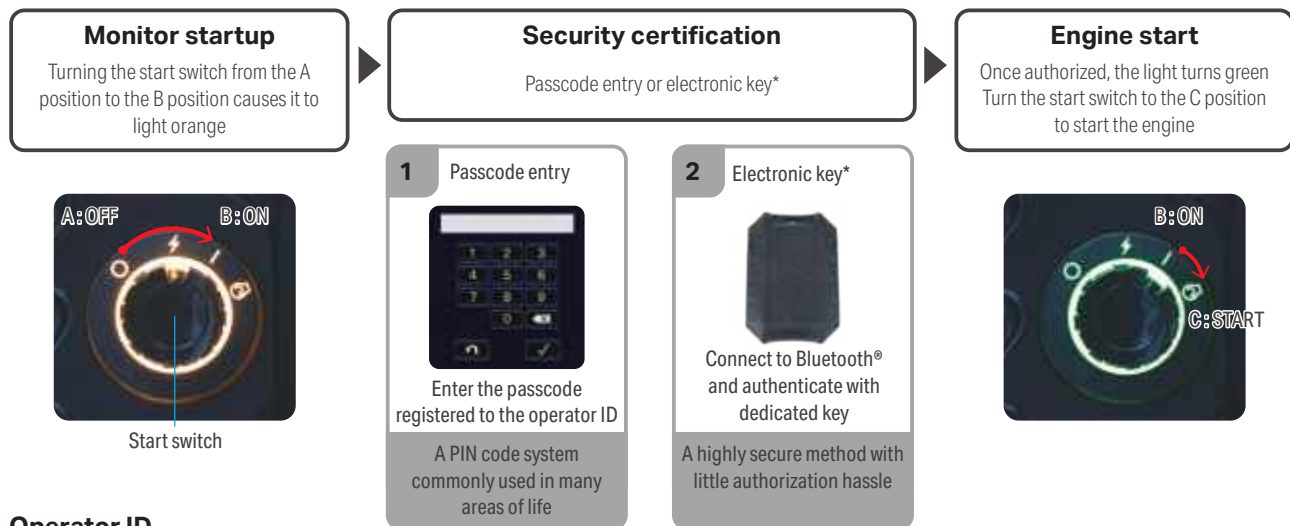 Monitor startup
Turning the start switch from the A
position to the B position causes it to
light orange
Security certification
Passcode entry or electronic key*
Engine start
Once authorized, the light turns green
Turn the start switch to the C position
to start the engine
A:OFF
B:ON
Start switch
1
Passcode entry
1 2 3
4 5 6
7 8 9
0
Enter the passcode
registered to the operator ID
A PIN code system
commonly used in many
areas of life
2
Electronic key*
Connect to Bluetooth®
and authenticate with
dedicated key
A highly secure method with
little authorization hassle
B:ON
C:START
Operator ID